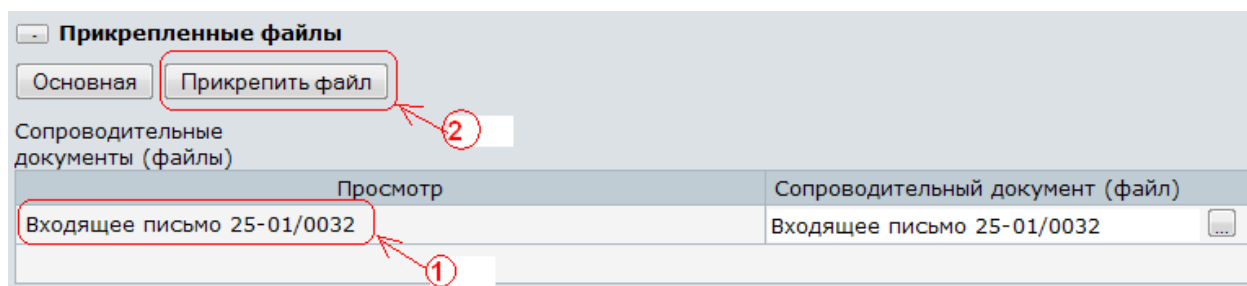 Прикрепленные файлы
Основная Прикрепить файл
2
Сопроводительные
документы (файлы)
Просмотр Сопроводительный документ (файл)
Входящее письмо 25-01/0032 Входящее письмо 25-01/0032 ...
1